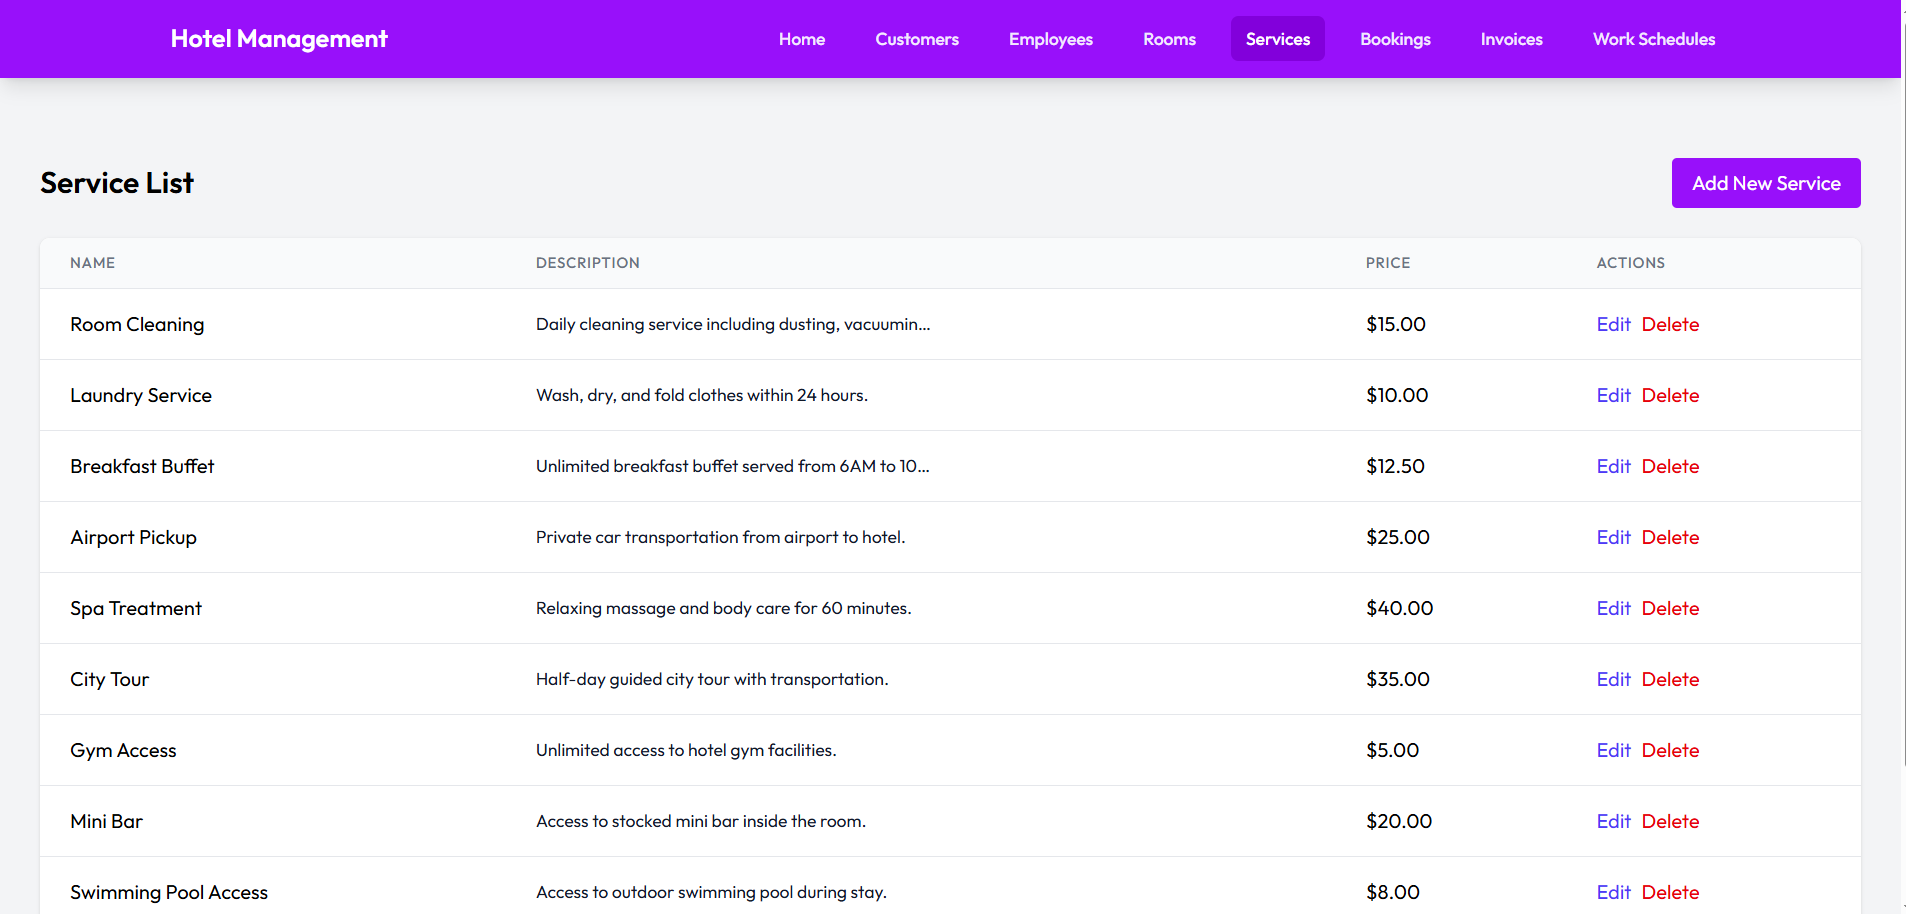 Hotel Management Home Customers Employees Rooms Services Bookings Invoices Work Schedules
Service List Add New Service
NAME DESCRIPTION PRICE ACTIONS
Room Cleaning Daily cleaning service including dusting, vacuumin... $15.00 Edit Delete
Laundry Service Wash, dry, and fold clothes within 24 hours. $10.00 Edit Delete
Breakfast Buffet Unlimited breakfast buffet served from 6AM to 10... $12.50 Edit Delete
Airport Pickup Private car transportation from airport to hotel. $25.00 Edit Delete
Spa Treatment Relaxing massage and body care for 60 minutes. $40.00 Edit Delete
City Tour Half-day guided city tour with transportation. $35.00 Edit Delete
Gym Access Unlimited access to hotel gym facilities. $5.00 Edit Delete
Mini Bar Access to stocked mini bar inside the room. $20.00 Edit Delete
Swimming Pool Access Access to outdoor swimming pool during stay. $8.00 Edit Delete